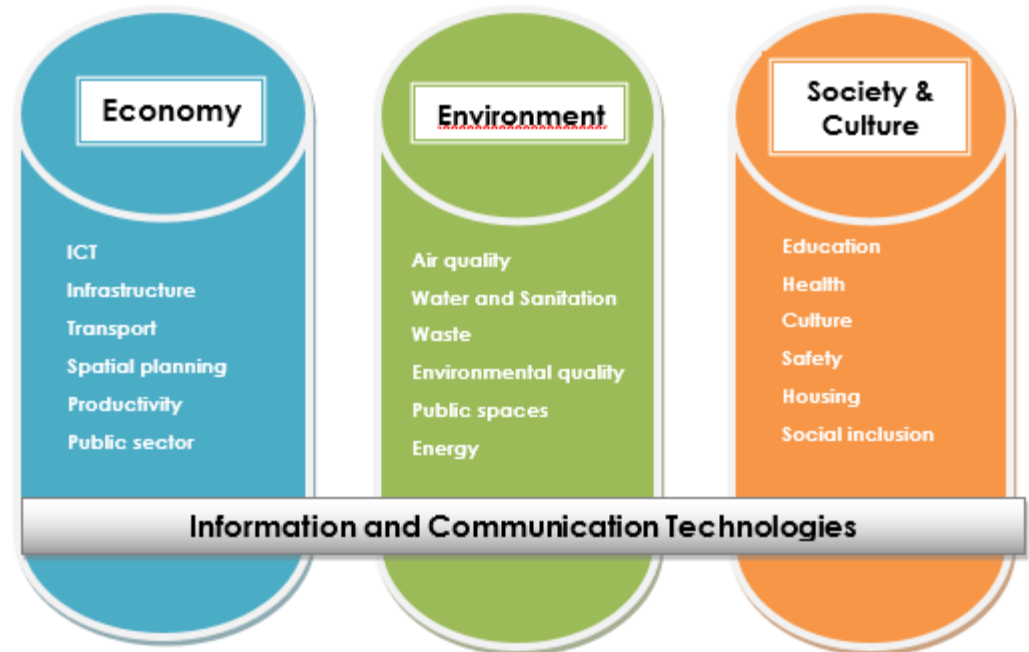 Economy
ICT
Infrastructure
Transport
Spatial planning
Productivity
Public sector
Environment
Air quality
Water and Sanitation
Waste
Environmental quality
Public spaces
Energy
Society &
Culture
Education
Health
Culture
Safety
Housing
Social inclusion
Information and Communication Technologies